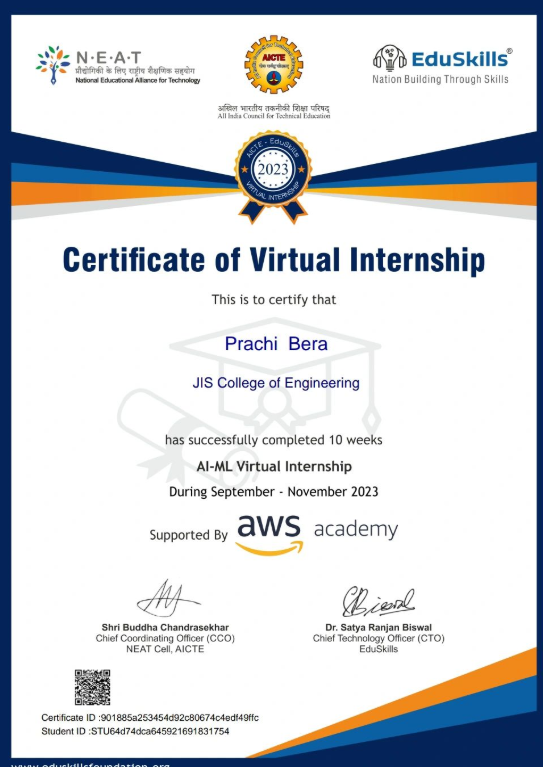 N·E·A·T
प्रौद्योगिकी के लिए राष्ट्रीय शैक्षणिक सहयोग
National Educational Alliance for Technology
AICTE
अखिल भारतीय तकनीकी शिक्षा परिषद्
All India Council for Technical Education
EduSkills®
Nation Building Through Skills
AICTE - EduSkills
2023
VIRTUAL INTERNSHIP
Certificate of Virtual Internship
This is to certify that
Prachi Bera
JIS College of Engineering
has successfully completed 10 weeks
AI-ML Virtual Internship
During September - November 2023
Supported By aws academy
Shri Buddha Chandrasekhar
Chief Coordinating Officer (CCO)
NEAT Cell, AICTE
Dr. Satya Ranjan Biswal
Chief Technology Officer (CTO)
EduSkills
Certificate ID :901885a253454d92c80674c4edf49ffc
Student ID :STU64d74dca645921691831754
www.eduskillsfoundation.org